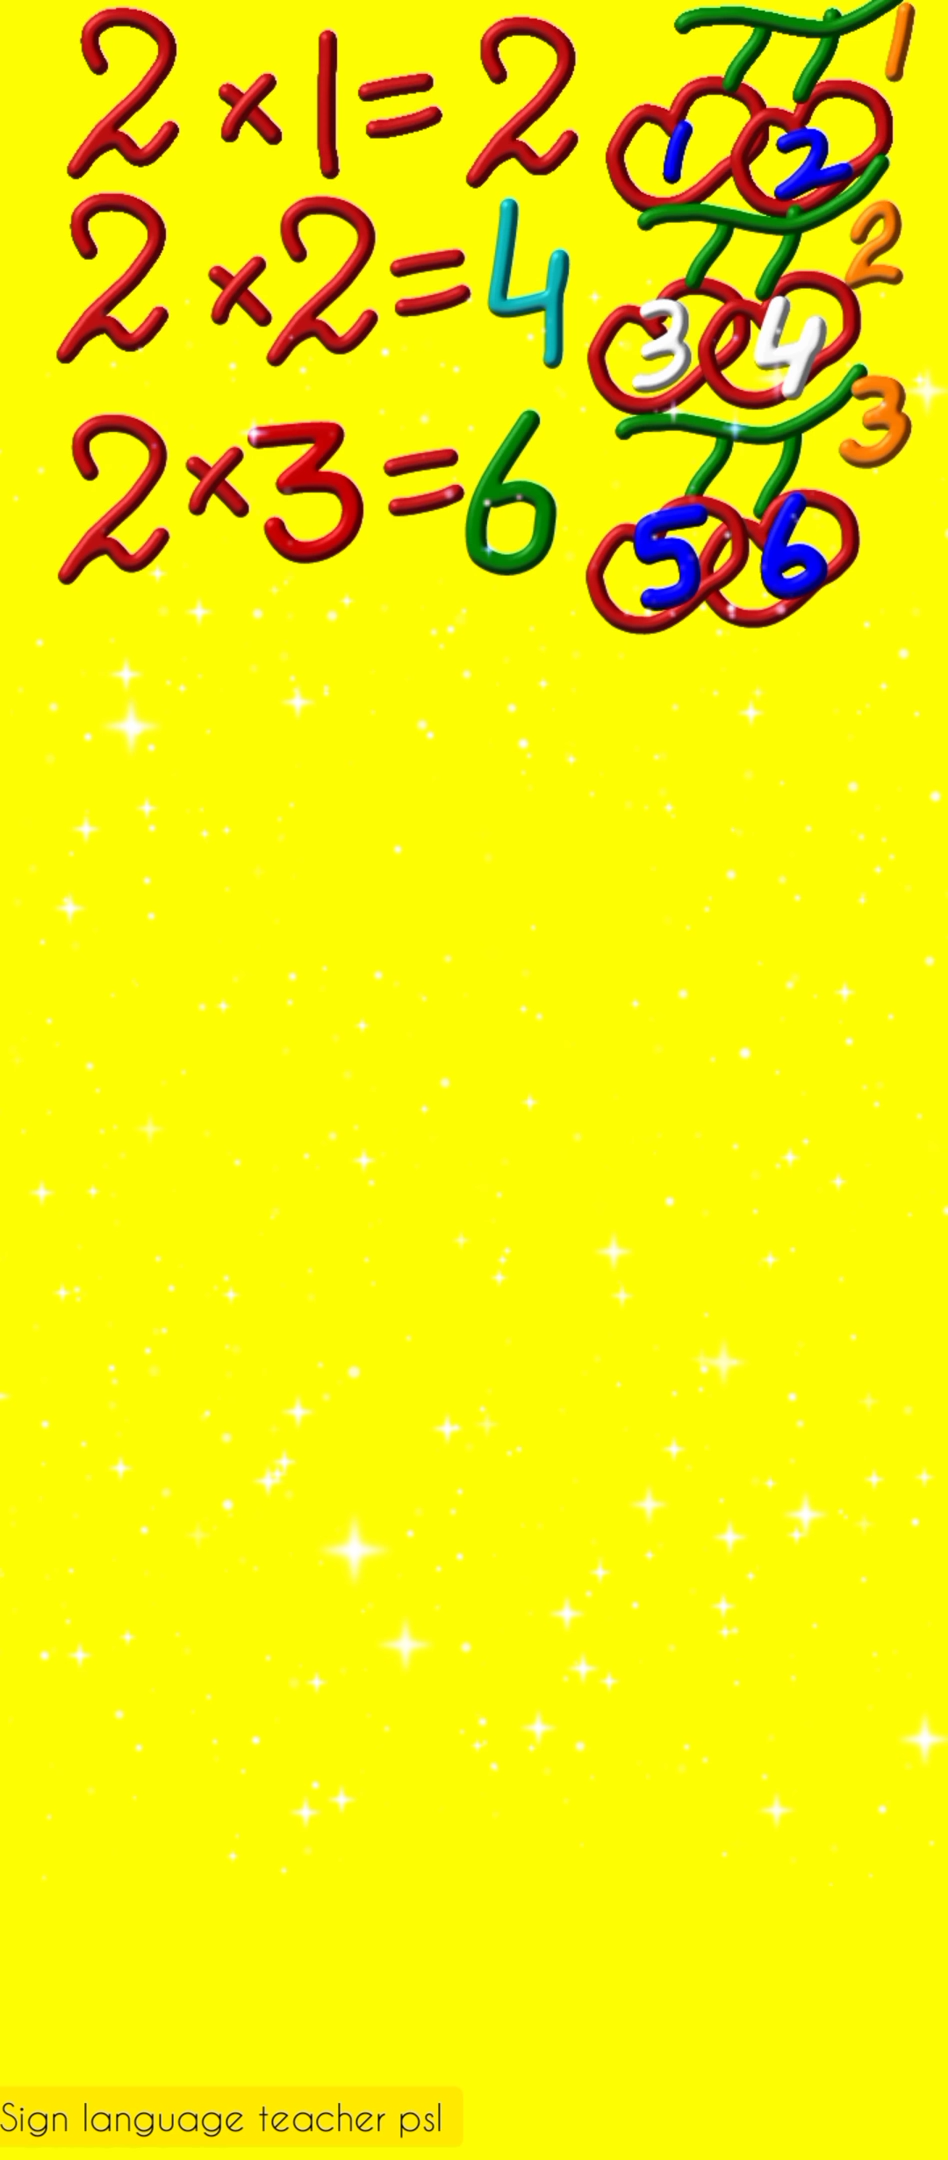 2 × 1 = 2 1
1 2
2 × 2 = 4 2
3 4
2 × 3 = 6 3
5 6
Sign language teacher psl